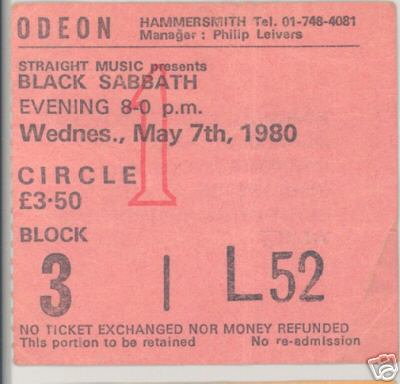 ODEON HAMMERSMITH Tel. 01-748-4081
Manager : Philip Leivers
STRAIGHT MUSIC presents
BLACK SABBATH
EVENING 8-0 p.m.
Wednes., May 7th, 1980
1
CIRCLE
£3·50
BLOCK
3 | L 52
NO TICKET EXCHANGED NOR MONEY REFUNDED
This portion to be retained No re-admission